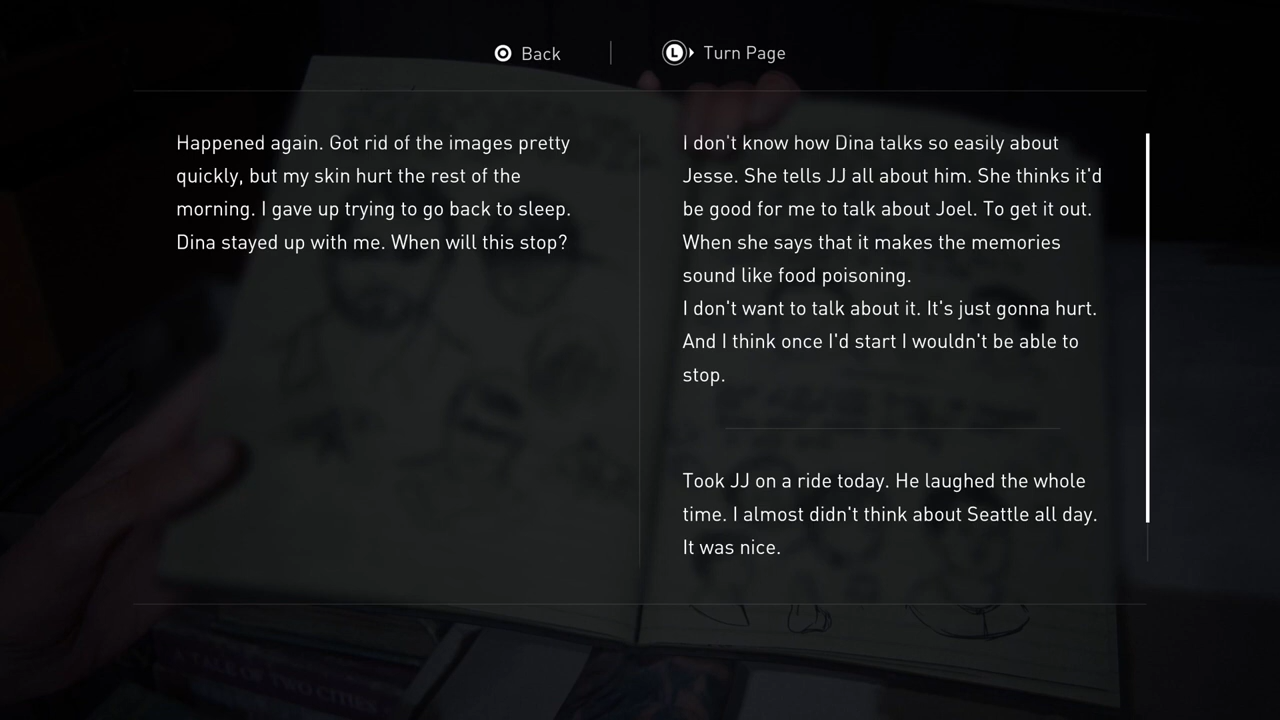 Back
L Turn Page
Happened again. Got rid of the images pretty
quickly, but my skin hurt the rest of the
morning. I gave up trying to go back to sleep.
Dina stayed up with me. When will this stop?
I don't know how Dina talks so easily about
Jesse. She tells JJ all about him. She thinks it'd
be good for me to talk about Joel. To get it out.
When she says that it makes the memories
sound like food poisoning.
I don't want to talk about it. It's just gonna hurt.
And I think once I'd start I wouldn't be able to
stop.
Took JJ on a ride today. He laughed the whole
time. I almost didn't think about Seattle all day.
It was nice.
A TALE OF TWO CITIES